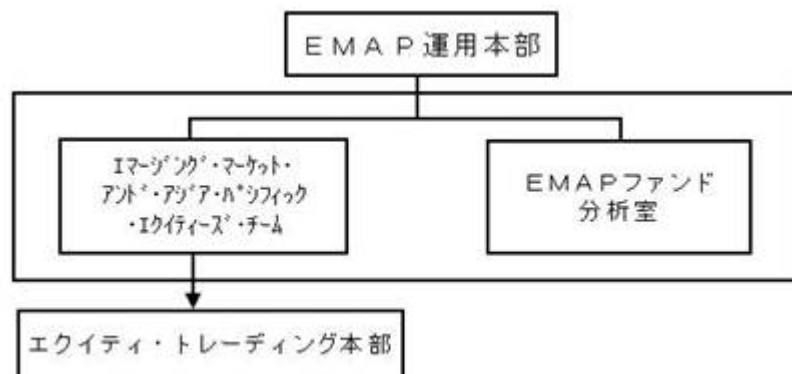 ＥＭＡＰ運用本部
ｴﾏｰｼﾞﾝｸﾞ・ﾏｰｹｯﾄ・
ｱﾝﾄﾞ・ｱｼﾞｱ・ﾊﾟｼﾌｨｯｸ
・ｴｸｲﾃｨｰｽﾞ・ﾁｰﾑ
ＥＭＡＰファンド
分析室
エクイティ・トレーディング本部